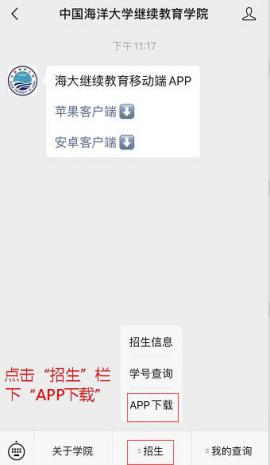 中国海洋大学继续教育学院
下午11:17
海大继续教育移动端APP
苹果客户端⬇️
安卓客户端⬇️
招生信息
学号查询
APP下载
点击“招生”栏
下“APP下载”
关于学院
招生
我的查询